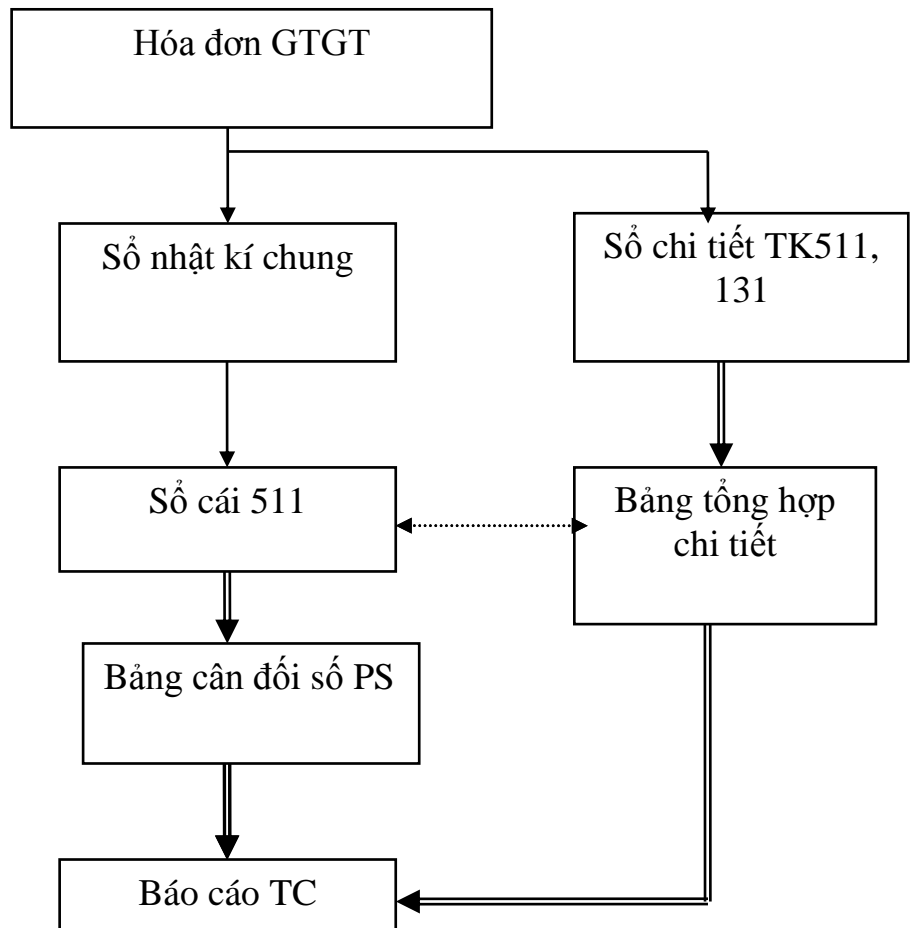 Hóa đơn GTGT
Sổ nhật kí chung
Sổ chi tiết TK511,
131
Sổ cái 511
Bảng tổng hợp
chi tiết
Bảng cân đối số PS
Báo cáo TC